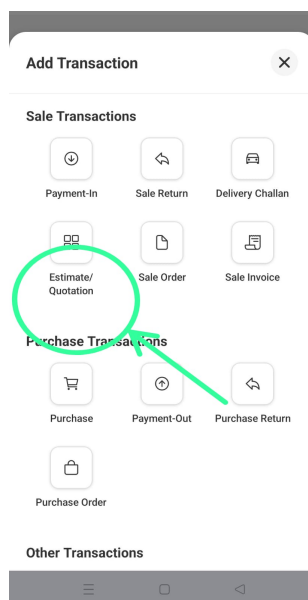 Add Transaction
Sale Transactions
Payment-In
Sale Return
Delivery Challan
Estimate/
Quotation
Sale Order
Sale Invoice
Purchase Transactions
Purchase
Payment-Out
Purchase Return
Purchase Order
Other Transactions